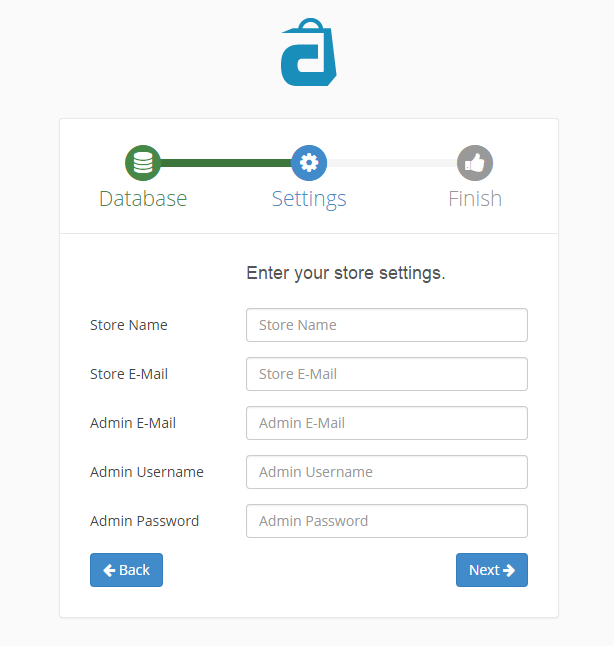 Database Settings Finish
Enter your store settings.
Store Name Store Name
Store E-Mail Store E-Mail
Admin E-Mail Admin E-Mail
Admin Username Admin Username
Admin Password Admin Password
Back Next